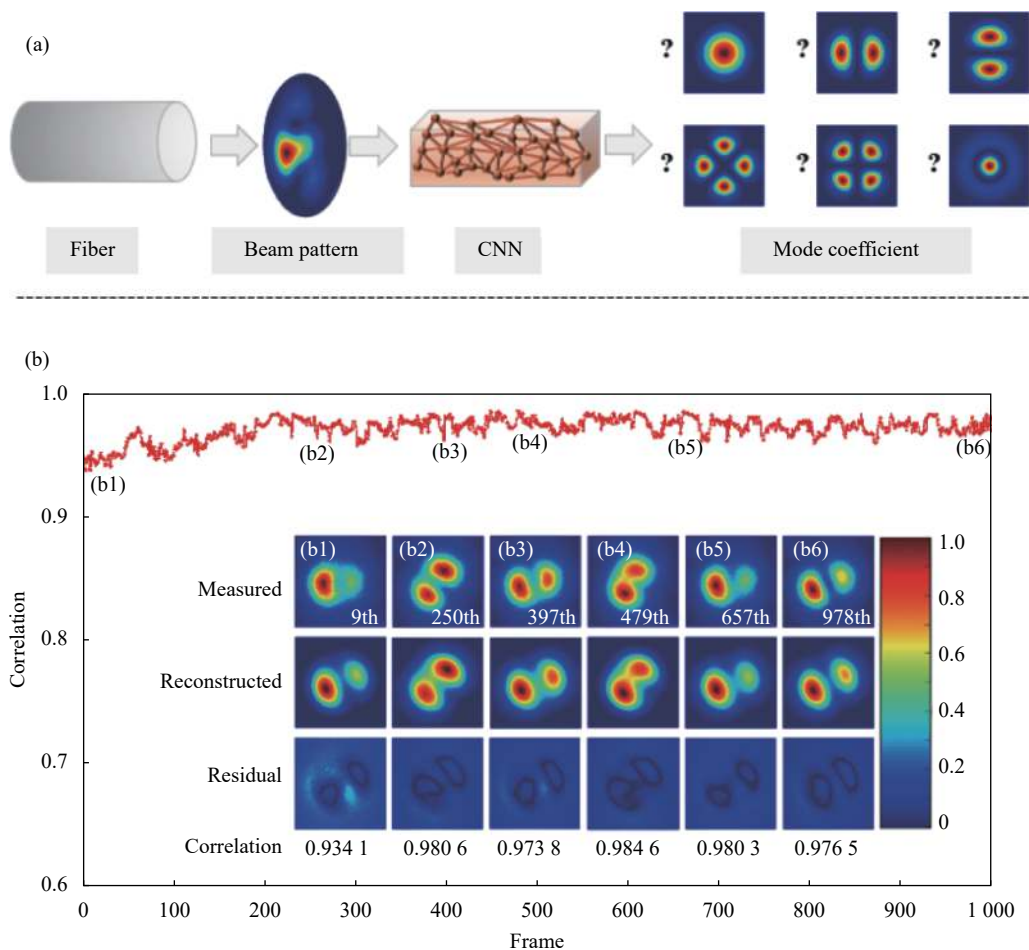 (a)
? ? ?
? ? ?
Fiber Beam pattern CNN Mode coefficient
(b)
1.0
0.9
0.8
0.7
0.6
Correlation
(b1) (b2) (b3) (b4) (b5) (b6)
(b1) (b2) (b3) (b4) (b5) (b6)
Measured
9th 250th 397th 479th 657th 978th
Reconstructed
Residual
Correlation 0.934 1 0.980 6 0.973 8 0.984 6 0.980 3 0.976 5
1.0
0.8
0.6
0.4
0.2
0
0 100 200 300 400 500 600 700 800 900 1 000
Frame